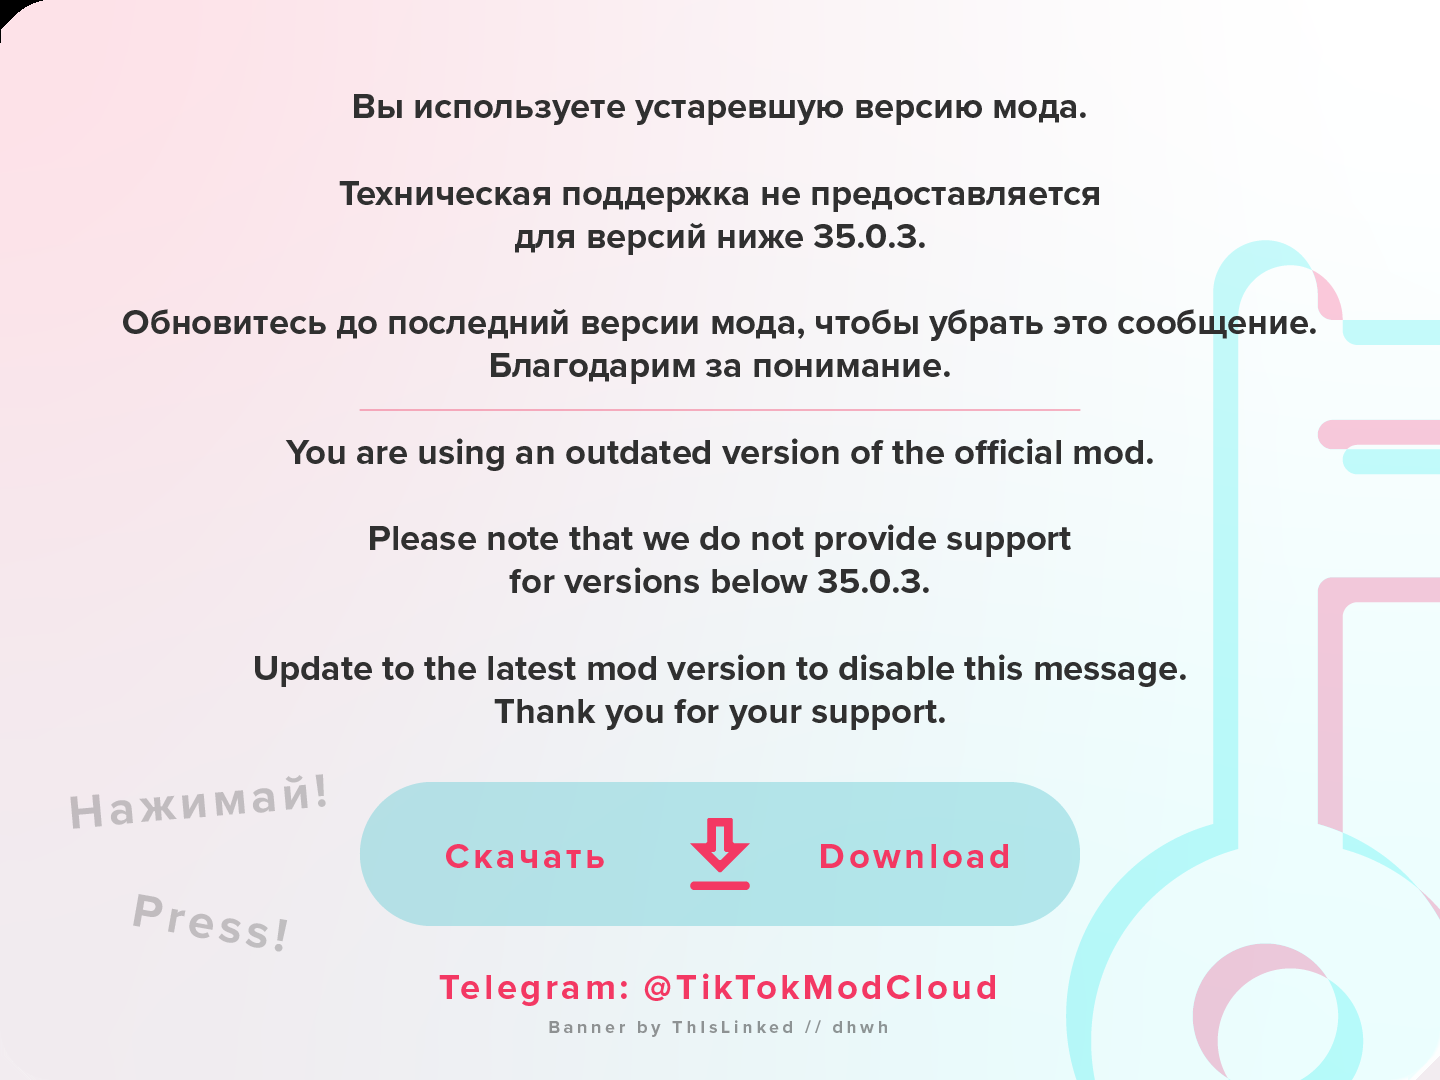 Вы используете устаревшую версию мода.
Техническая поддержка не предоставляется
для версий ниже 35.0.3.
Обновитесь до последний версии мода, чтобы убрать это сообщение.
Благодарим за понимание.
You are using an outdated version of the official mod.
Please note that we do not provide support
for versions below 35.0.3.
Update to the latest mod version to disable this message.
Thank you for your support.
Нажимай!
Press!
Скачать Download
Telegram: @TikTokModCloud
Banner by ThIsLinked // dhwh